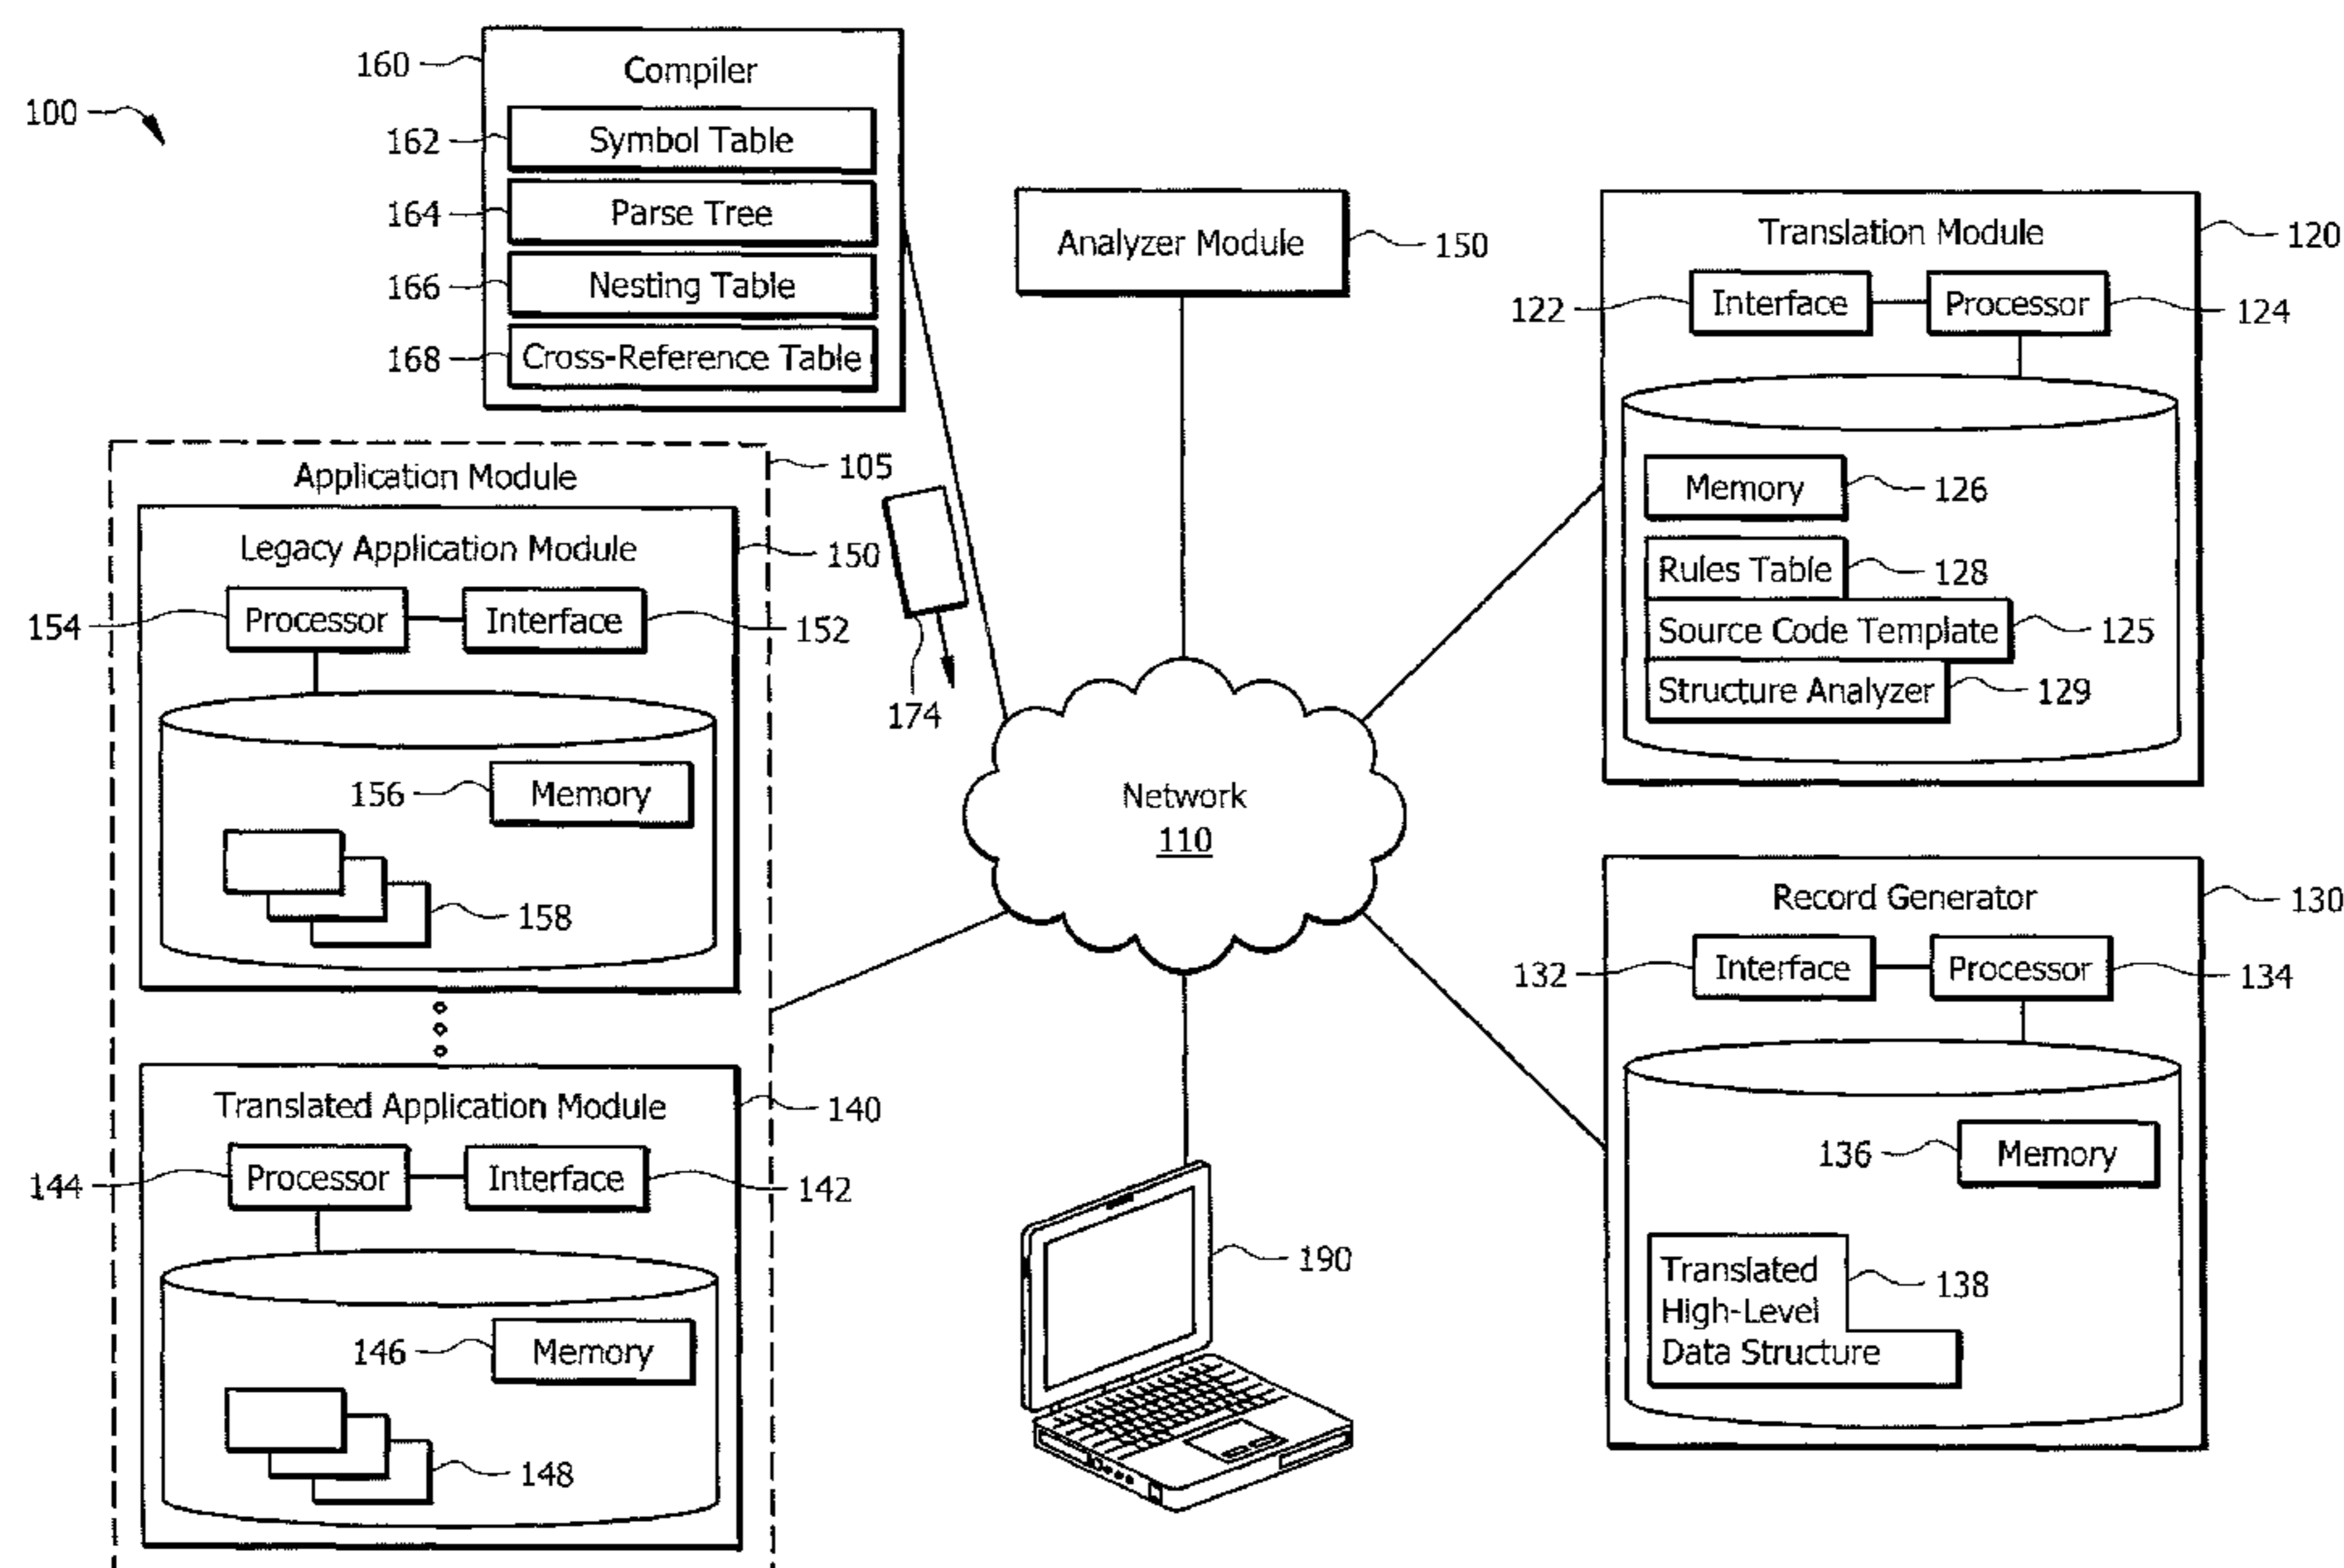 100
160
Compiler
162
Symbol Table
164
Parse Tree
166
Nesting Table
168
Cross-Reference Table
Analyzer Module
150
Translation Module
120
122
Interface
Processor
124
Memory
126
Rules Table
128
Source Code Template
125
Structure Analyzer
129
Application Module
105
Legacy Application Module
150
154
Processor
Interface
152
156
Memory
158
174
Network
110
Translated Application Module
140
144
Processor
Interface
142
146
Memory
148
190
Record Generator
130
132
Interface
Processor
134
136
Memory
Translated
High-Level
Data Structure
138